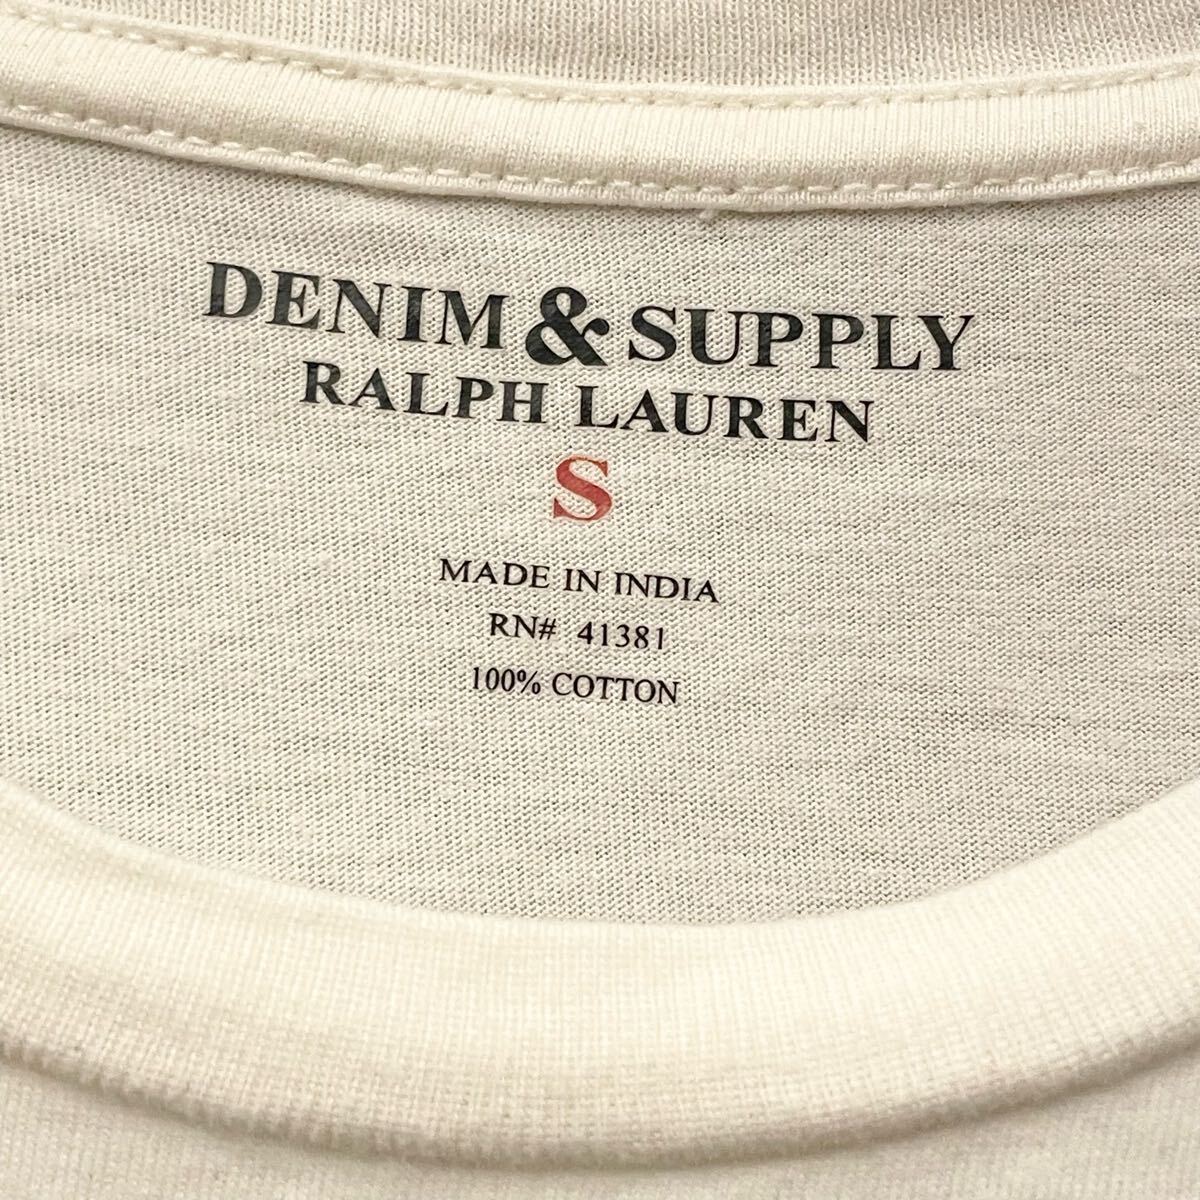 DENIM & SUPPLY
RALPH LAUREN
S
MADE IN INDIA
RN# 41381
100% COTTON